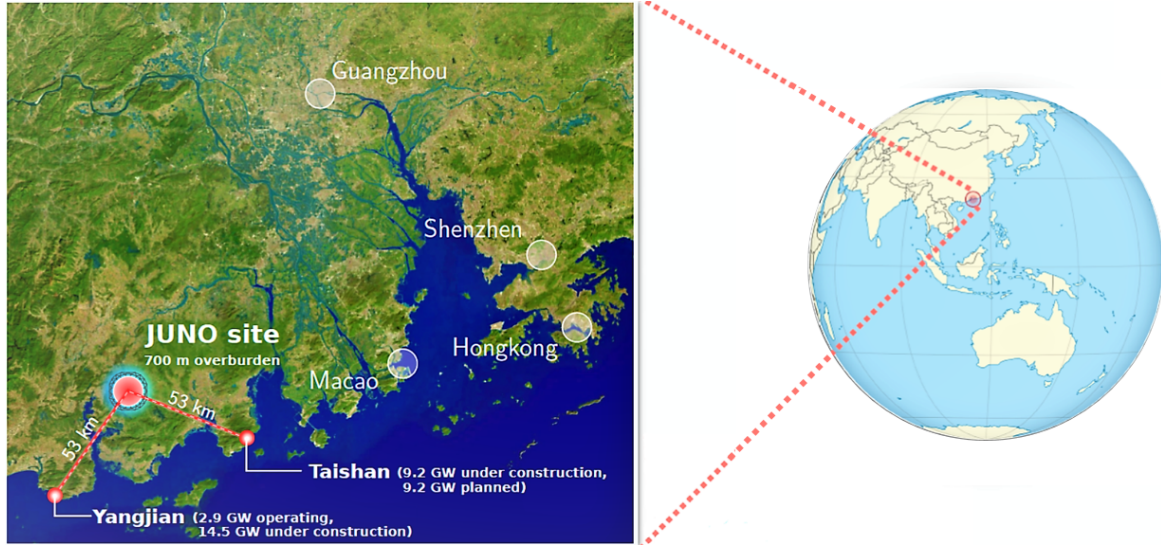 Guangzhou
Shenzhen
Hongkong
Macao
JUNO site
700 m overburden
53 km
53 km
Taishan (9.2 GW under construction,
9.2 GW planned)
Yangjian (2.9 GW operating,
14.5 GW under construction)